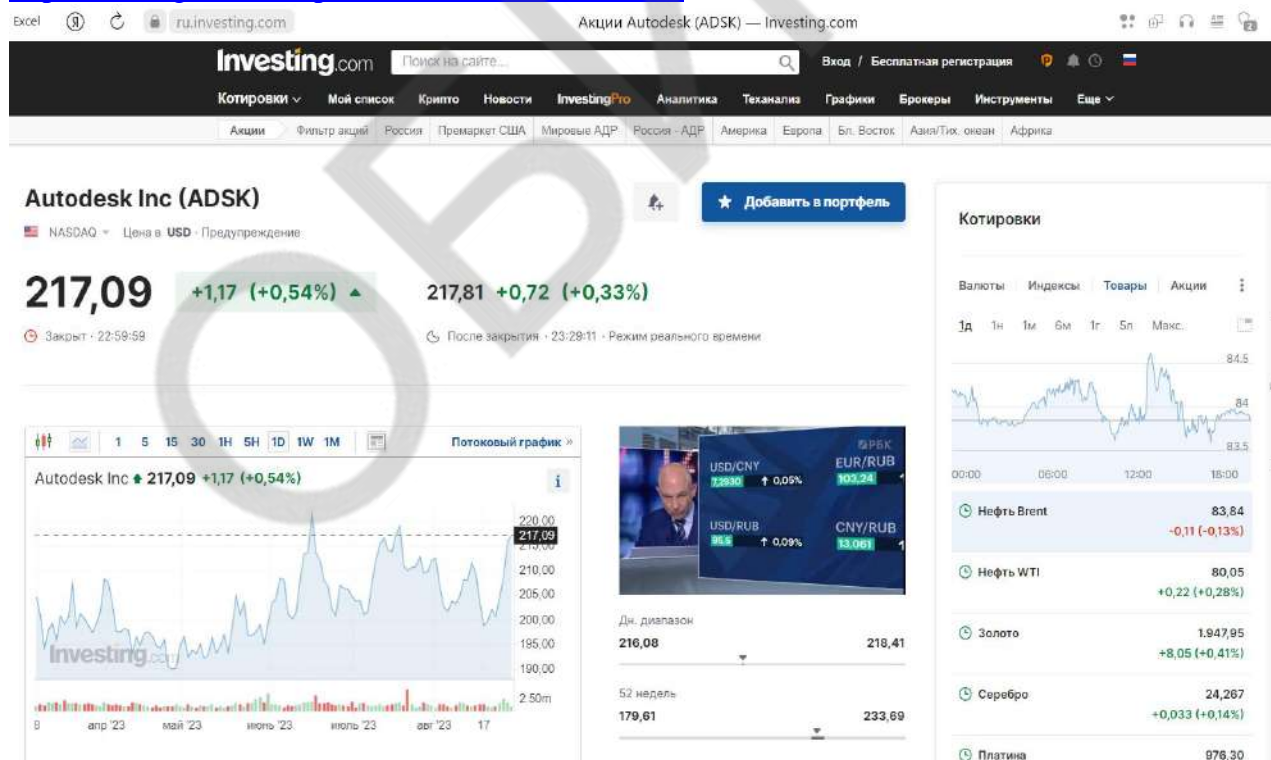 Excel
ru.investing.com
Акции Autodesk (ADSK) — Investing.com
2
Investing.com
Поиск на сайте...
Вход / Бесплатная регистрация
Котировки Мой список Крипто Новости InvestingPro Аналитика Теханализ Графики Брокеры Инструменты Еще
Акции Фильтр акций Россия Премаркет США Мировые АДР Россия - АДР Америка Европа Бл. Восток Азия/Тих. океан Африка
Autodesk Inc (ADSK)
Добавить в портфель
NASDAQ Цена в USD · Предупреждение
217,09 +1,17 (+0,54%)
217,81 +0,72 (+0,33%)
Закрыт · 22:59:59
После закрытия · 23:29:11 · Режим реального времени
1 5 15 30 1H 5H 1D 1W 1M
Потоковый график »
Autodesk Inc 217,09 +1,17 (+0,54%)
i
220,00
217,09
215,00
210,00
205,00
200,00
195,00
190,00
2.50m
Investing.com
8 апр '23 май '23 июнь '23 июль '23 авг '23 17
РБК
USD/CNY
7,2930 ↑ 0,05%
EUR/RUB
103,24
USD/RUB
95,5 ↑ 0,09%
CNY/RUB
13,061
Дн. диапазон
216,08 218,41
52 недель
179,61 233,69
Котировки
Валюты Индексы Товары Акции
1д 1н 1м 6м 1г 5л Макс.
84.5
84
83.5
00:00 06:00 12:00 18:00
Нефть Brent 83,84
-0,11 (-0,13%)
Нефть WTI 80,05
+0,22 (+0,28%)
Золото 1.947,95
+8,05 (+0,41%)
Серебро 24,267
+0,033 (+0,14%)
Платина 976,30